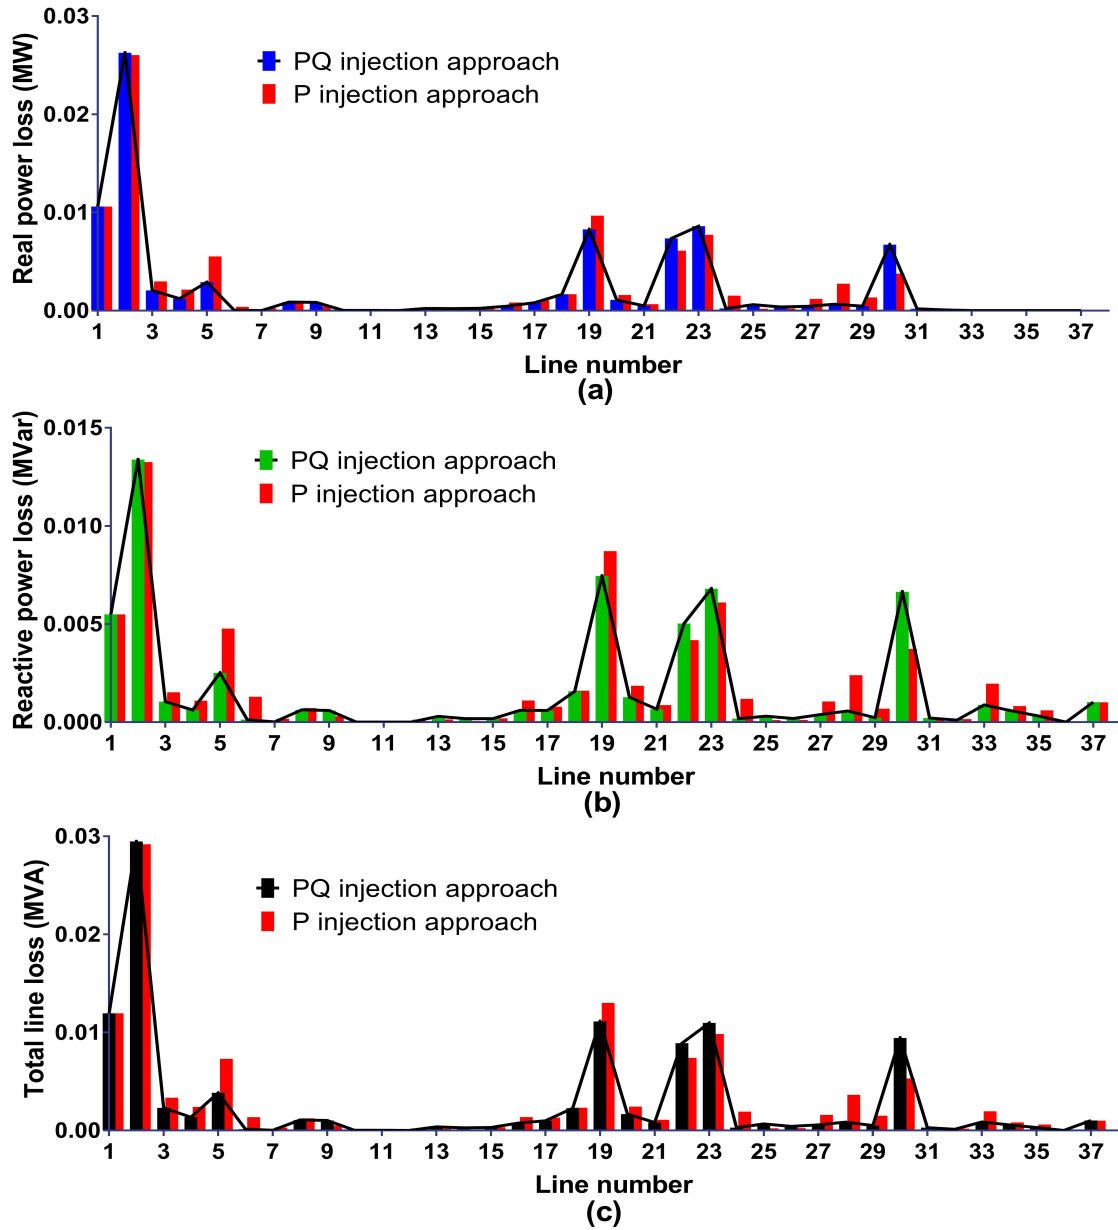 0.03
0.02
0.01
0.00
Real power loss (MW)
PQ injection approach
P injection approach
1 3 5 7 9 11 13 15 17 19 21 23 25 27 29 31 33 35 37
Line number
(a)
0.015
0.010
0.005
0.000
Reactive power loss (MVar)
PQ injection approach
P injection approach
1 3 5 7 9 11 13 15 17 19 21 23 25 27 29 31 33 35 37
Line number
(b)
0.03
0.02
0.01
0.00
Total line loss (MVA)
PQ injection approach
P injection approach
1 3 5 7 9 11 13 15 17 19 21 23 25 27 29 31 33 35 37
Line number
(c)